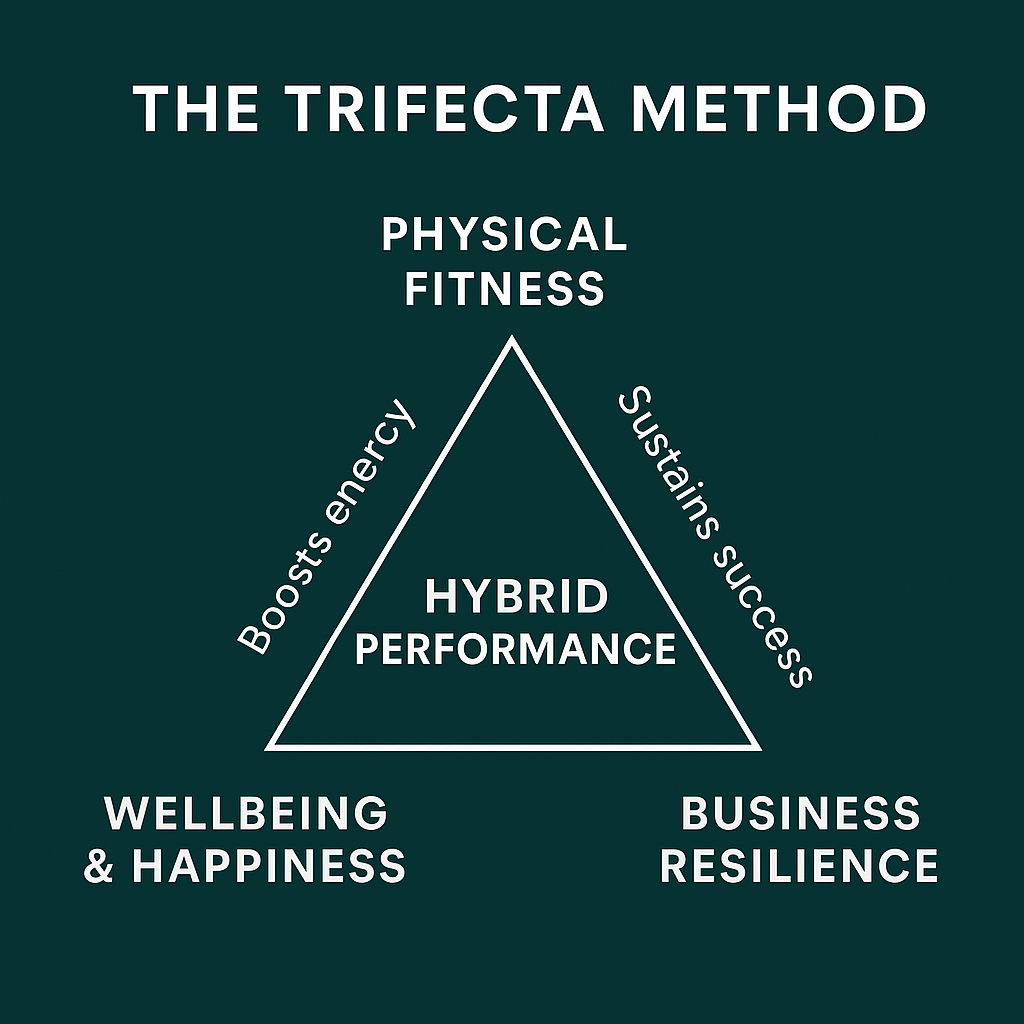 THE TRIFECTA METHOD
PHYSICAL
FITNESS
Boosts enercy
Sustains success
HYBRID
PERFORMANCE
WELLBEING
& HAPPINESS
BUSINESS
RESILIENCE